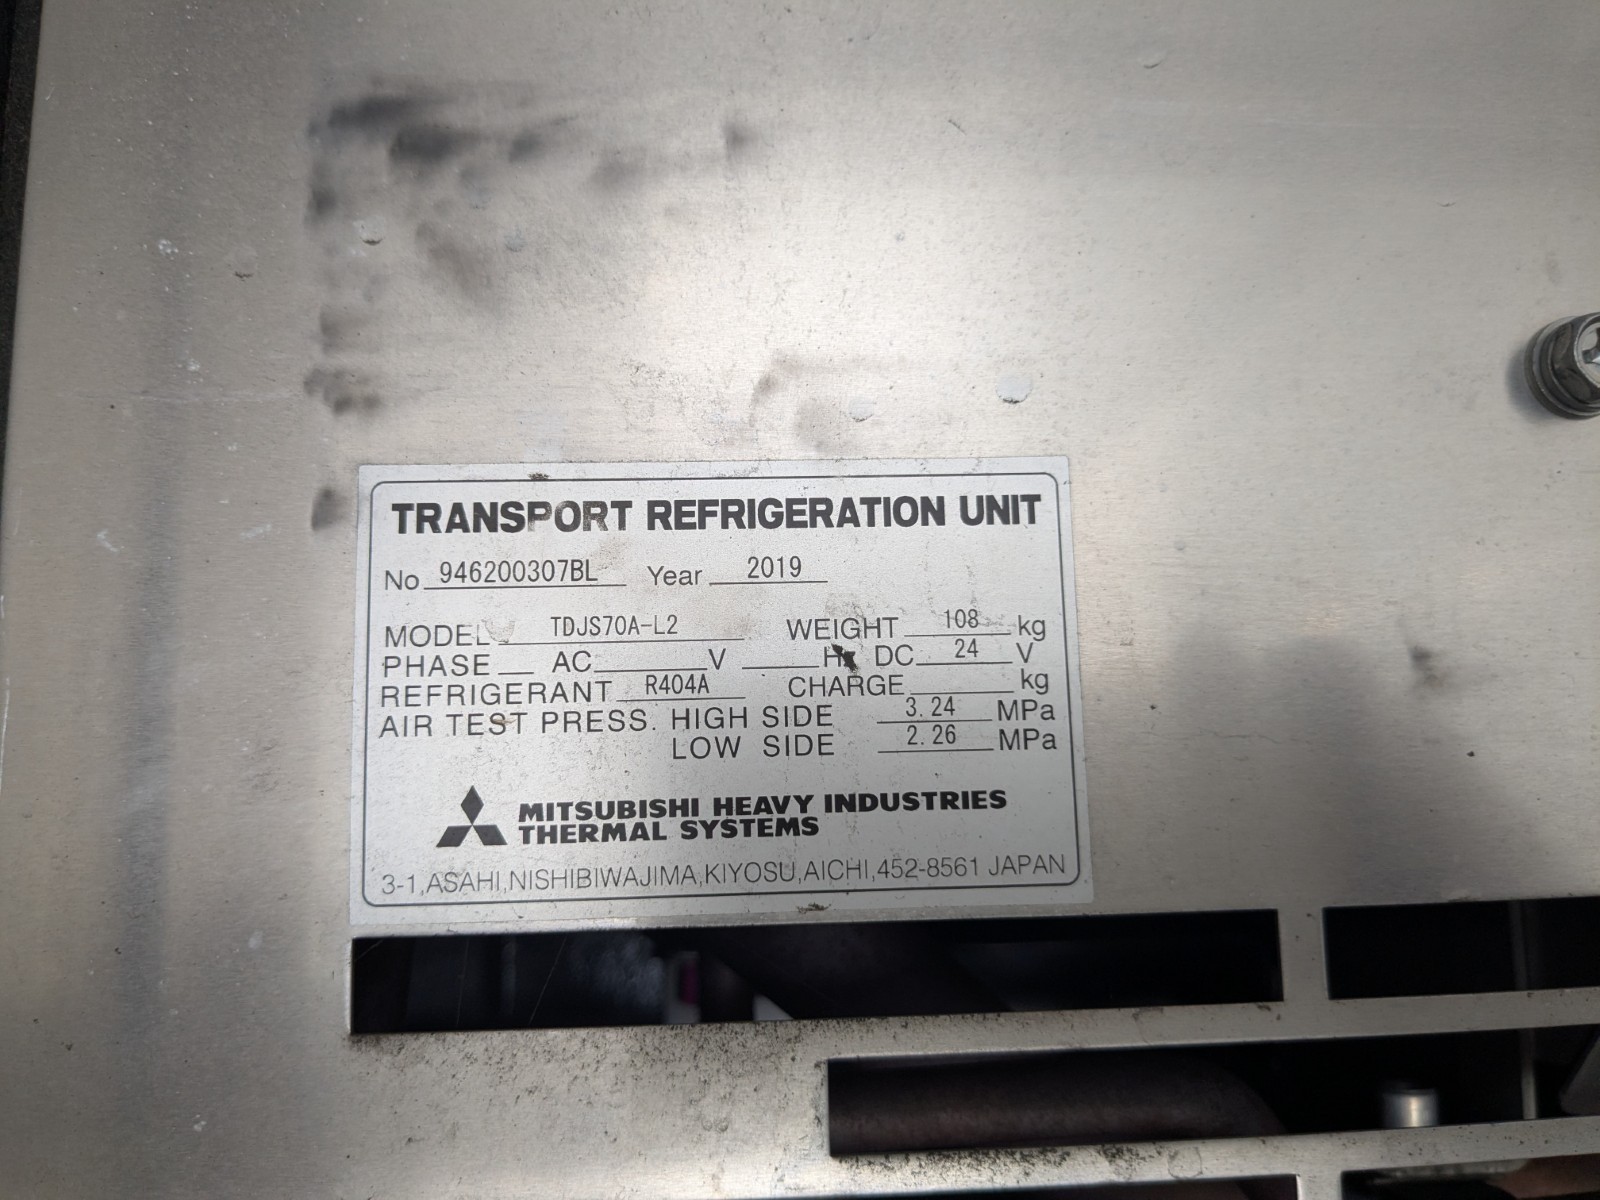 TRANSPORT REFRIGERATION UNIT
No 946200307BL Year 2019
MODEL TDJS70A-L2 WEIGHT 108 kg
PHASE AC V Hz DC 24 V
REFRIGERANT R404A CHARGE kg
AIR TEST PRESS. HIGH SIDE 3.24 MPa
LOW SIDE 2.26 MPa
MITSUBISHI HEAVY INDUSTRIES
THERMAL SYSTEMS
3-1,ASAHI,NISHIBIWAJIMA,KIYOSU,AICHI,452-8561 JAPAN